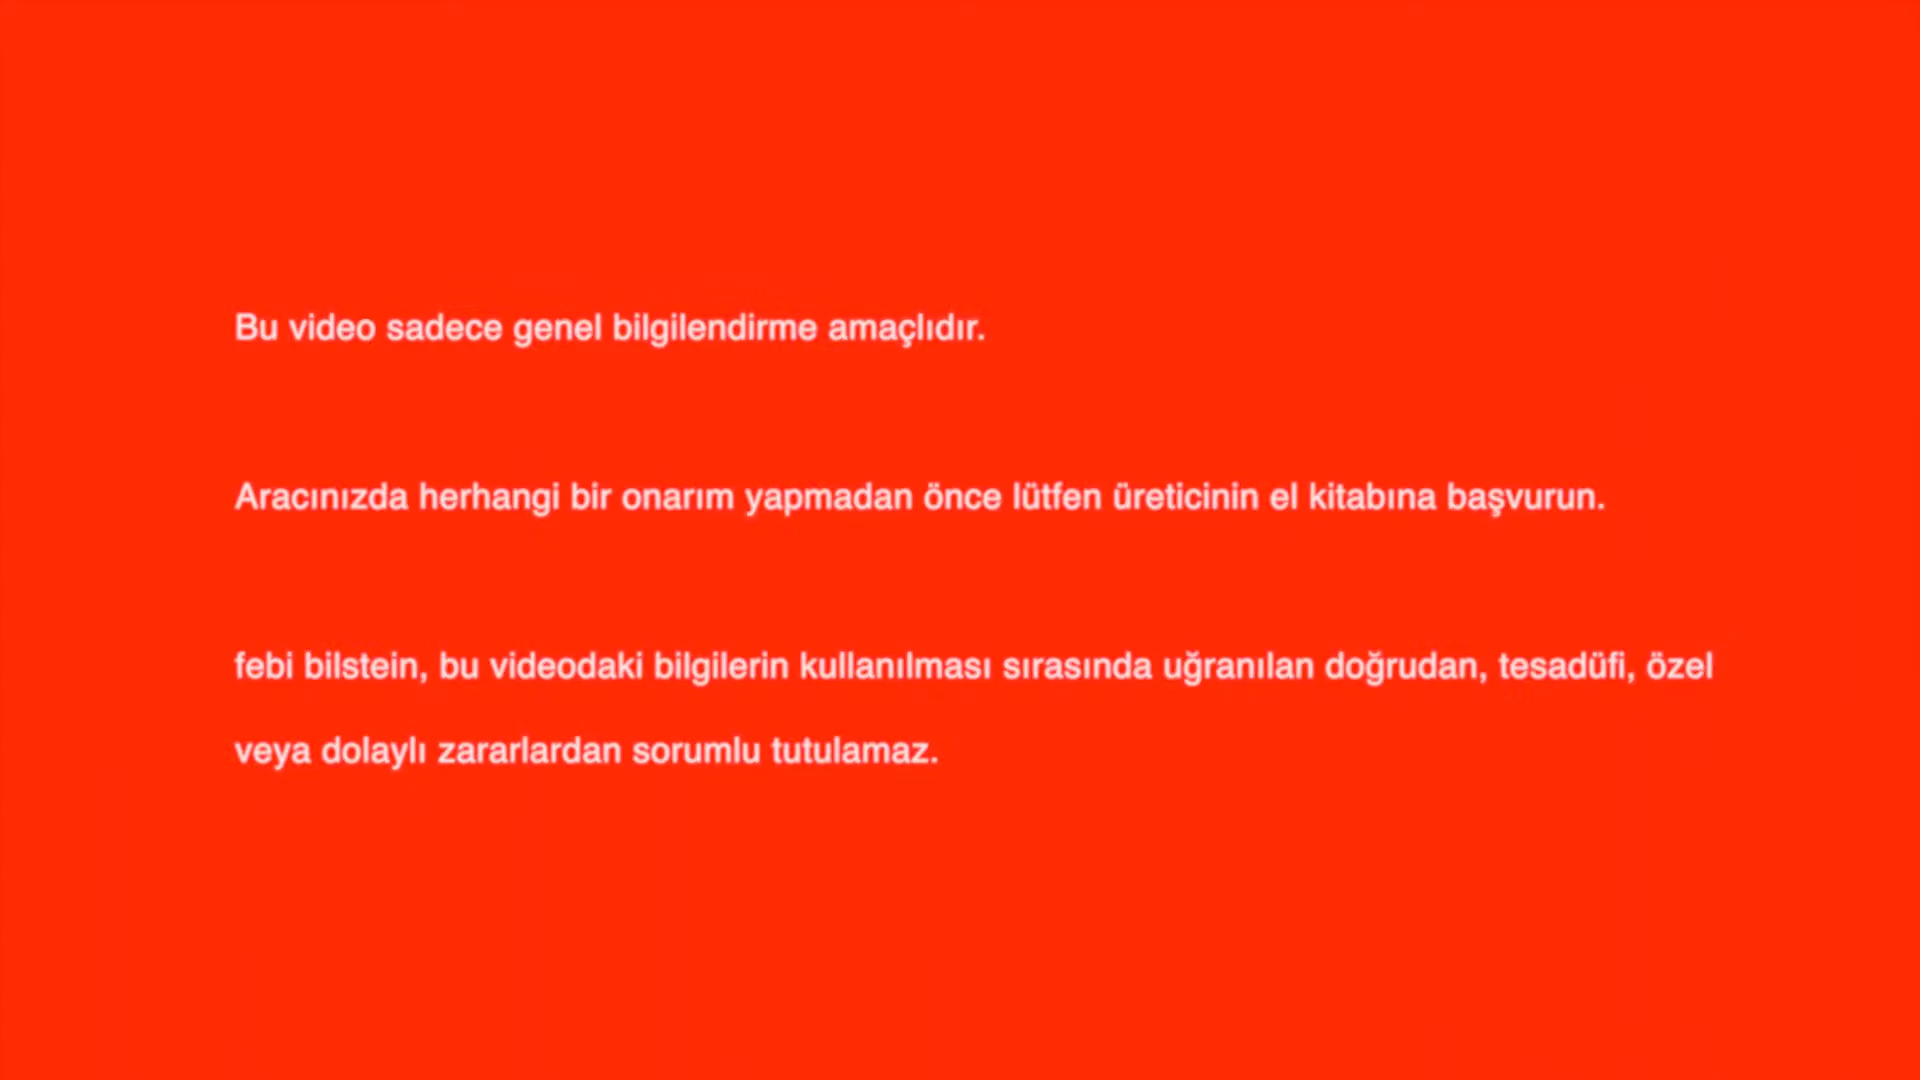 Bu video sadece genel bilgilendirme amaçlıdır.
Aracınızda herhangi bir onarım yapmadan önce lütfen üreticinin el kitabına başvurun.
febi bilstein, bu videodaki bilgilerin kullanılması sırasında uğranılan doğrudan, tesadüfi, özel
veya dolaylı zararlardan sorumlu tutulamaz.